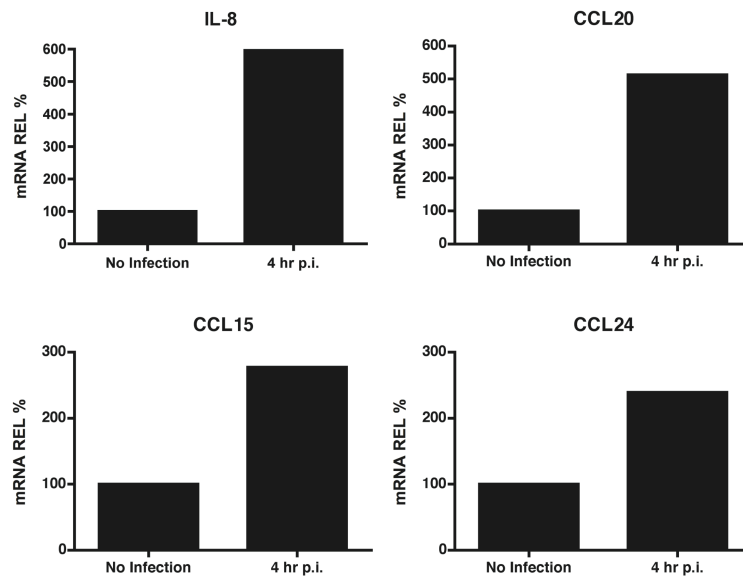 IL-8
mRNA REL %
600
500
400
300
200
100
0
No Infection
4 hr p.i.
CCL20
mRNA REL %
600
500
400
300
200
100
0
No Infection
4 hr p.i.
CCL15
mRNA REL %
300
200
100
0
No Infection
4 hr p.i.
CCL24
mRNA REL %
300
200
100
0
No Infection
4 hr p.i.